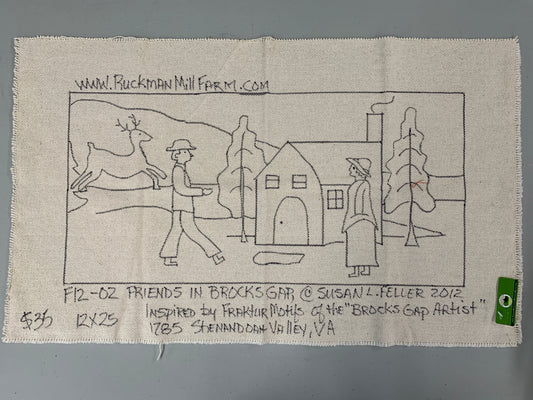 www.RuckmanMillFarm.com
F12-02 FRIENDS IN BROCKS GAP @ SUSAN L. FELLER 2012
$35 12X25 Inspired by FRAKTUR MOTIFS of the "BROCKS GAP ARTIST"
1785 SHENANDOAH VALLEY, VA